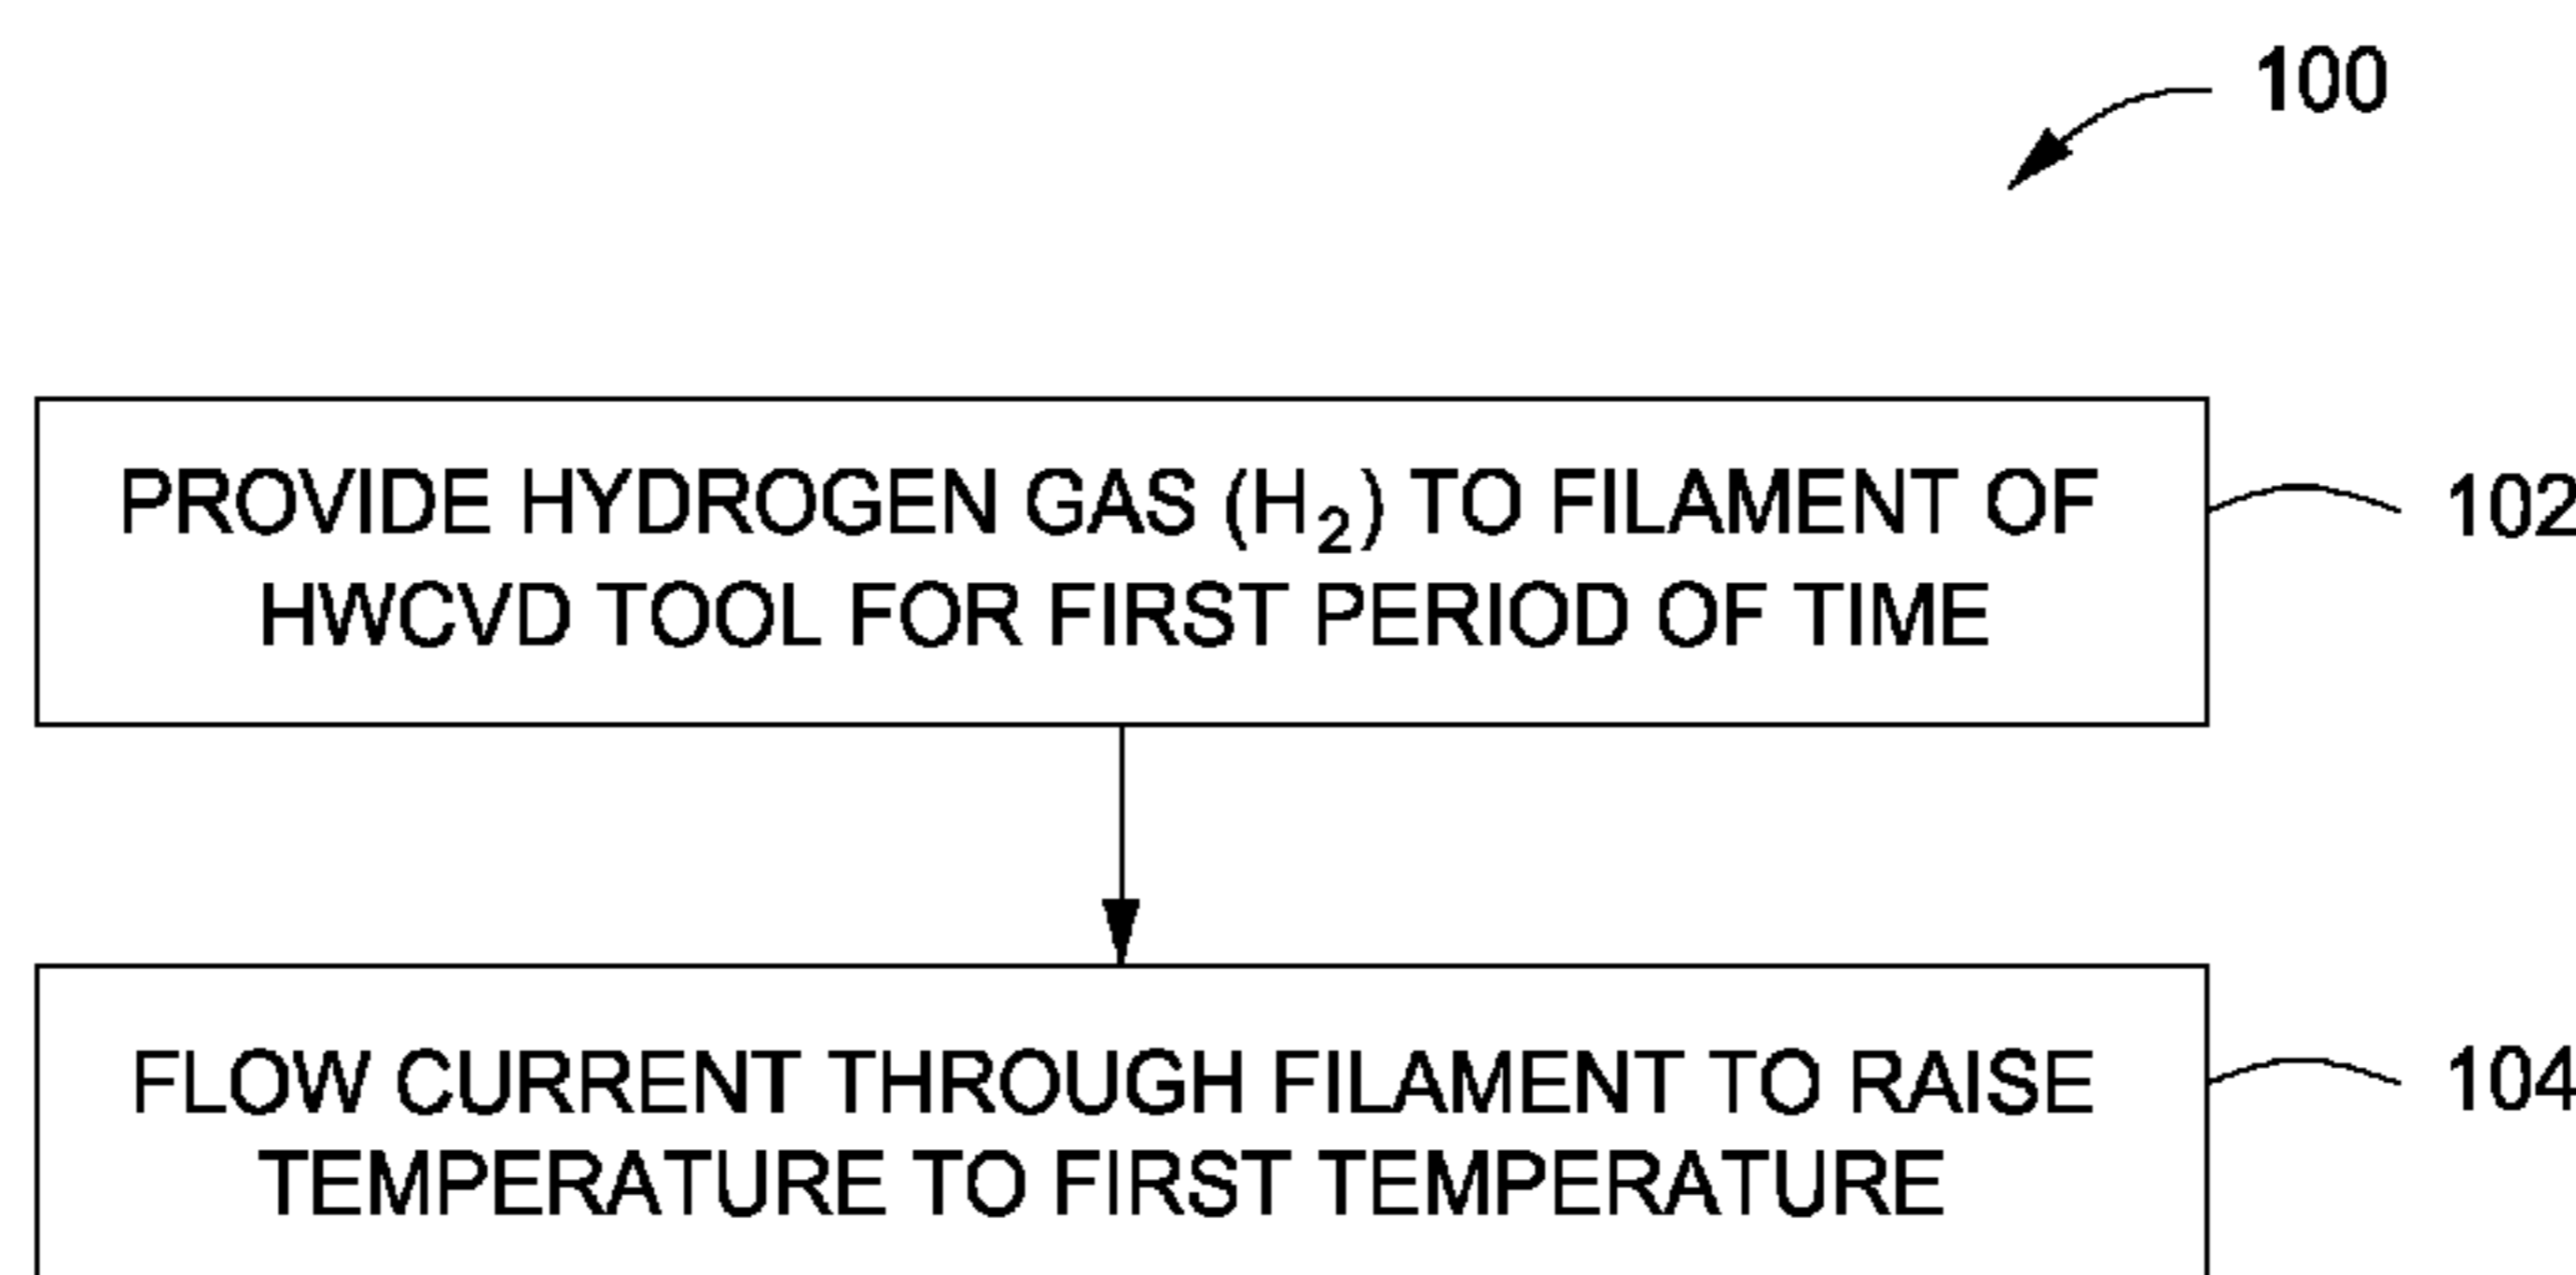 100
PROVIDE HYDROGEN GAS (H₂) TO FILAMENT OF
HWCVD TOOL FOR FIRST PERIOD OF TIME
102
FLOW CURRENT THROUGH FILAMENT TO RAISE
TEMPERATURE TO FIRST TEMPERATURE
104